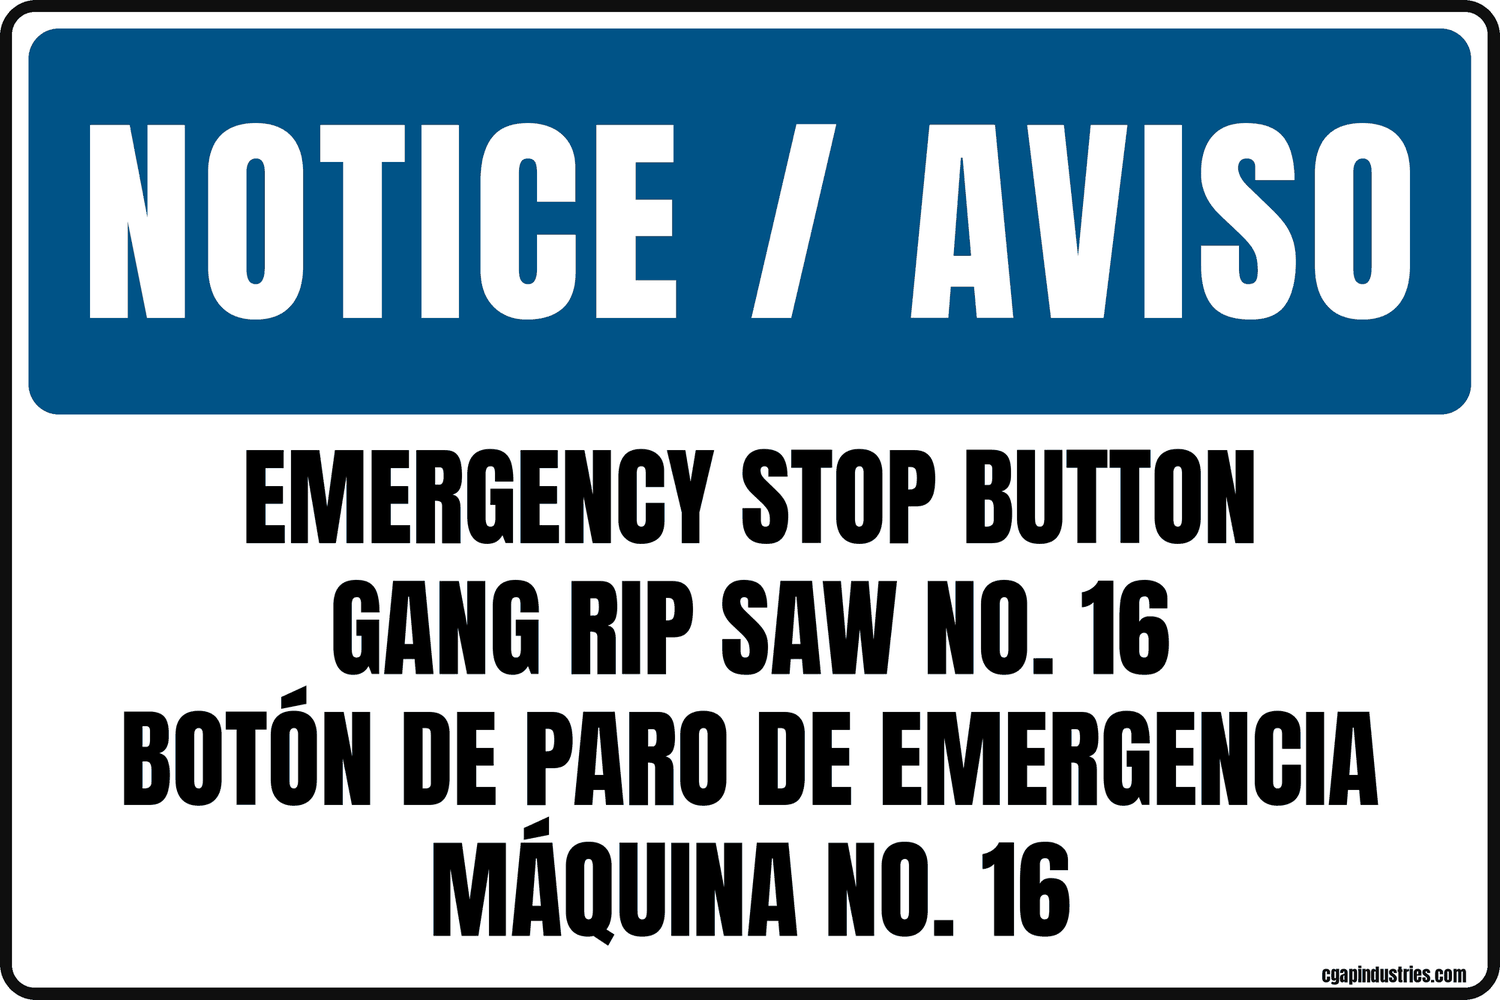 NOTICE / AVISO
EMERGENCY STOP BUTTON
GANG RIP SAW NO. 16
BOTÓN DE PARO DE EMERGENCIA
MÁQUINA NO. 16
cgapindustries.com